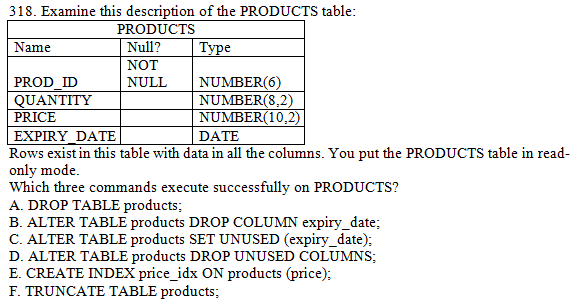 318. Examine this description of the PRODUCTS table:
PRODUCTS
Name Null? Type
NOT
PROD_ID NULL NUMBER(6)
QUANTITY NUMBER(8,2)
PRICE NUMBER(10,2)
EXPIRY_DATE DATE
Rows exist in this table with data in all the columns. You put the PRODUCTS table in read-
only mode.
Which three commands execute successfully on PRODUCTS?
A. DROP TABLE products;
B. ALTER TABLE products DROP COLUMN expiry_date;
C. ALTER TABLE products SET UNUSED (expiry_date);
D. ALTER TABLE products DROP UNUSED COLUMNS;
E. CREATE INDEX price_idx ON products (price);
F. TRUNCATE TABLE products;